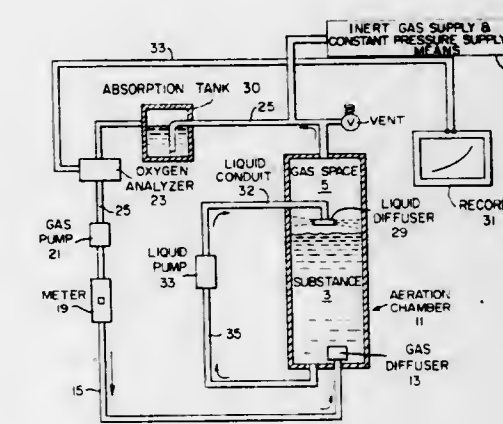 INERT GAS SUPPLY &
CONSTANT PRESSURE SUPPLY
MEANS
33
ABSORPTION TANK 30
25
VENT
OXYGEN
ANALYZER
23
LIQUID
CONDUIT
32
GAS SPACE
5
LIQUID
DIFFUSER
29
RECORD
31
25
GAS
PUMP
21
LIQUID
PUMP
33
SUBSTANCE
3
METER
19
35
AERATION
CHAMBER
11
GAS
DIFFUSER
13
15